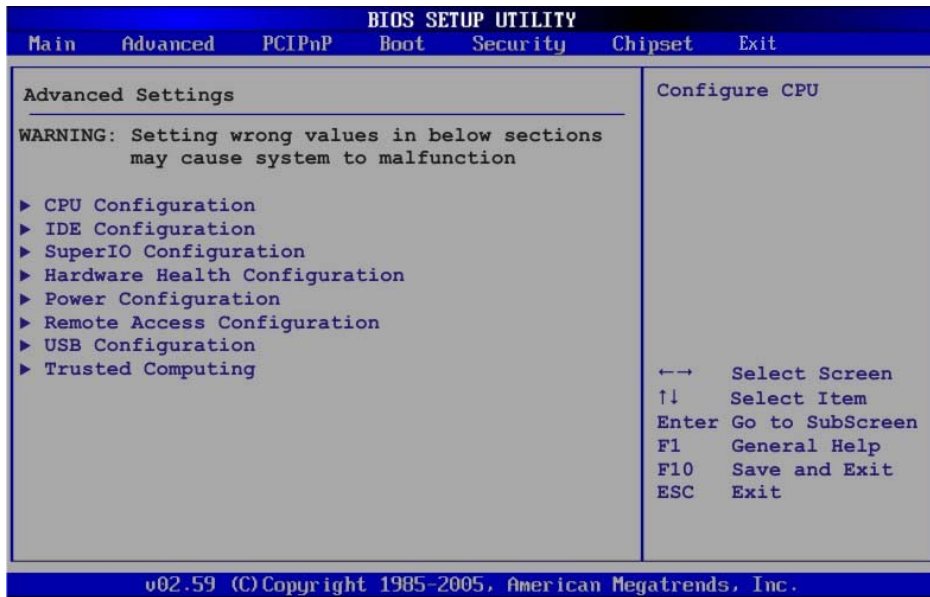 BIOS SETUP UTILITY
Main Advanced PCIPnP Boot Security Chipset Exit
Advanced Settings
WARNING: Setting wrong values in below sections
may cause system to malfunction
► CPU Configuration
► IDE Configuration
► SuperIO Configuration
► Hardware Health Configuration
► Power Configuration
► Remote Access Configuration
► USB Configuration
► Trusted Computing
Configure CPU
←→ Select Screen
↑↓ Select Item
Enter Go to SubScreen
F1 General Help
F10 Save and Exit
ESC Exit
v02.59 (C)Copyright 1985-2005, American Megatrends, Inc.